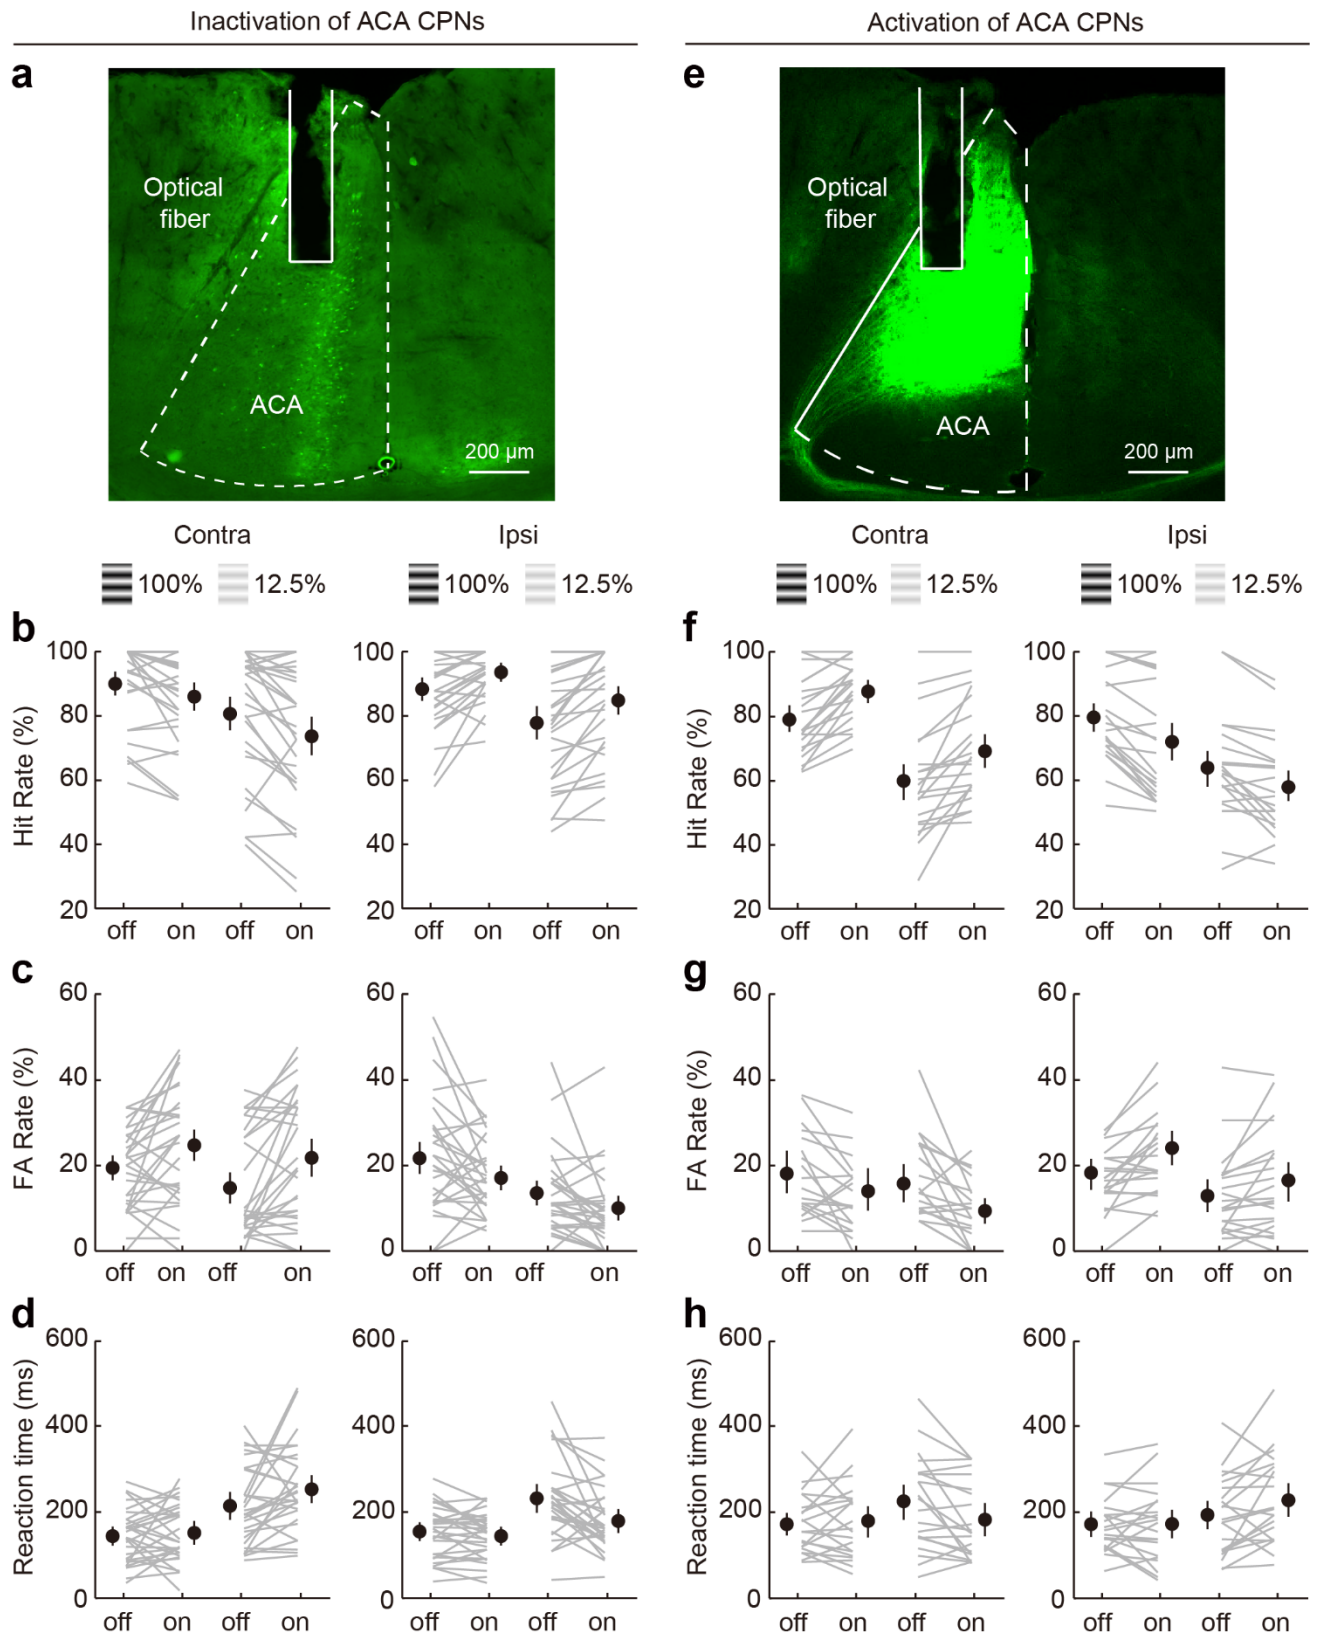 Inactivation of ACA CPNs
Activation of ACA CPNs
a
Optical
fiber
ACA
200 µm
e
Optical
fiber
ACA
200 µm
Contra
Ipsi
Contra
Ipsi
100%
12.5%
100%
12.5%
100%
12.5%
100%
12.5%
b
Hit Rate (%)
100
80
60
40
20
off on off on
100
80
60
40
20
off on off on
f
Hit Rate (%)
100
80
60
40
20
off on off on
100
80
60
40
20
off on off on
c
FA Rate (%)
60
40
20
0
off on off on
60
40
20
0
off on off on
g
FA Rate (%)
60
40
20
0
off on off on
60
40
20
0
off on off on
d
Reaction time (ms)
600
400
200
0
off on off on
600
400
200
0
off on off on
h
Reaction time (ms)
600
400
200
0
off on off on
600
400
200
0
off on off on